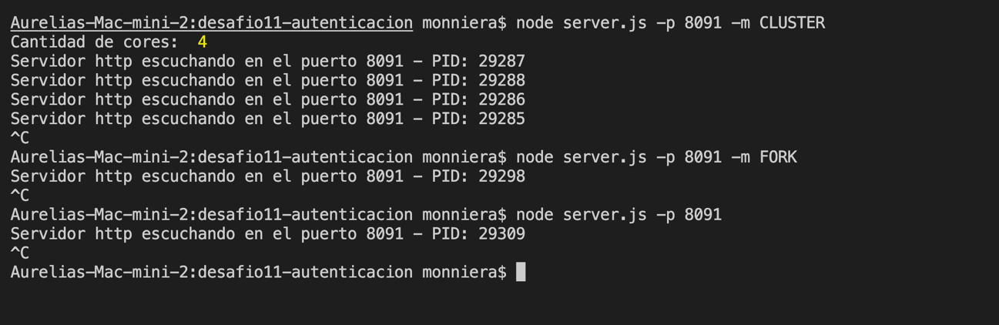 Aurelias-Mac-mini-2:desafio11-autenticacion monniera$ node server.js -p 8091 -m CLUSTER
Cantidad de cores:  4
Servidor http escuchando en el puerto 8091 - PID: 29287
Servidor http escuchando en el puerto 8091 - PID: 29288
Servidor http escuchando en el puerto 8091 - PID: 29286
Servidor http escuchando en el puerto 8091 - PID: 29285
^C
Aurelias-Mac-mini-2:desafio11-autenticacion monniera$ node server.js -p 8091 -m FORK
Servidor http escuchando en el puerto 8091 - PID: 29298
^C
Aurelias-Mac-mini-2:desafio11-autenticacion monniera$ node server.js -p 8091
Servidor http escuchando en el puerto 8091 - PID: 29309
^C
Aurelias-Mac-mini-2:desafio11-autenticacion monniera$